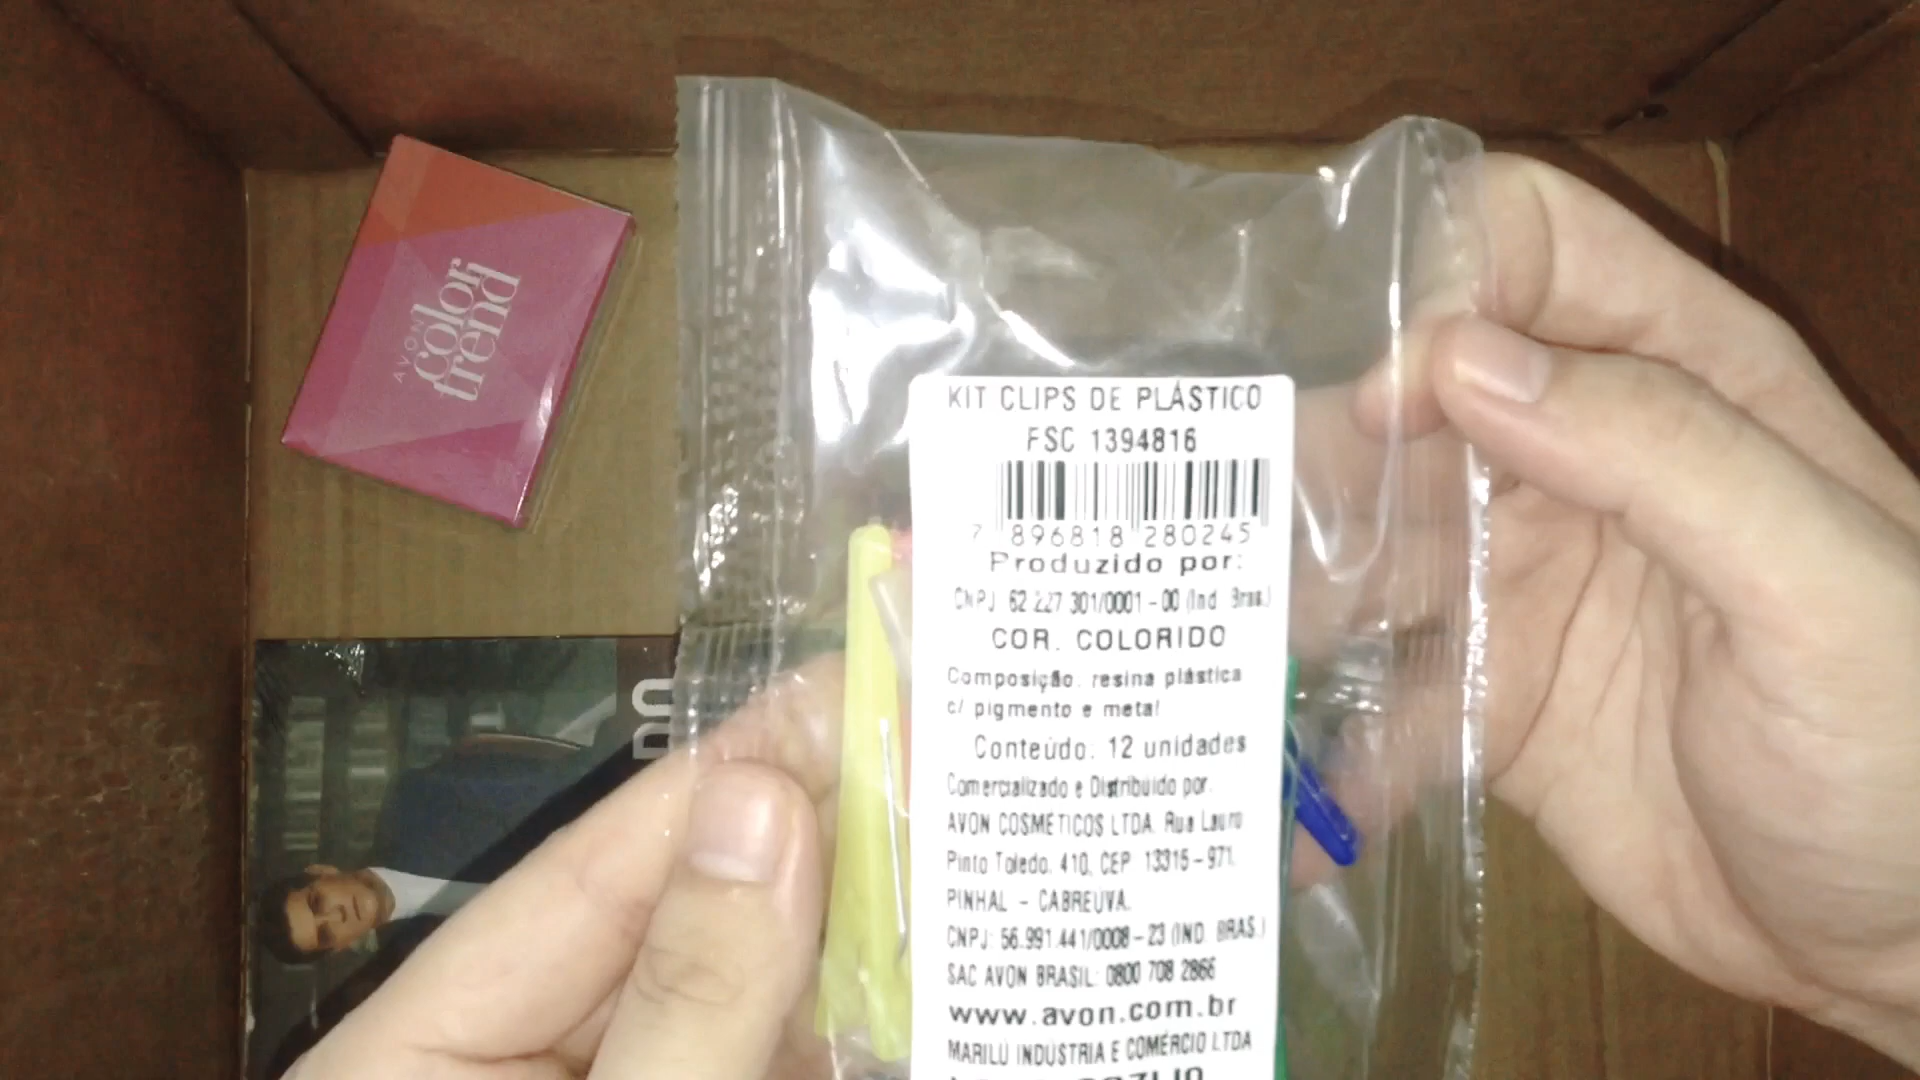 AVON
color
trend
KIT CLIPS DE PLÁSTICO
FSC 1394816
7 896818 280245
Produzido por:
CNPJ 62 227 301/0001-00 (Ind. Bras.)
COR. COLORIDO
Composição: resina plástica
c/ pigmento e metal
Conteúdo: 12 unidades
Comercializado e Distribuido por.
AVON COSMÉTICOS LTDA. Rua Lauro
Pinto Toledo, 410, CEP 13315-971,
PINHAL - CABREÚVA.
CNPJ: 56.991.441/0008-23 (IND. BRAS.)
SAC AVON BRASIL: 0800 708 2866
www.avon.com.br
MARILÚ INDÚSTRIA E COMÉRCIO LTDA